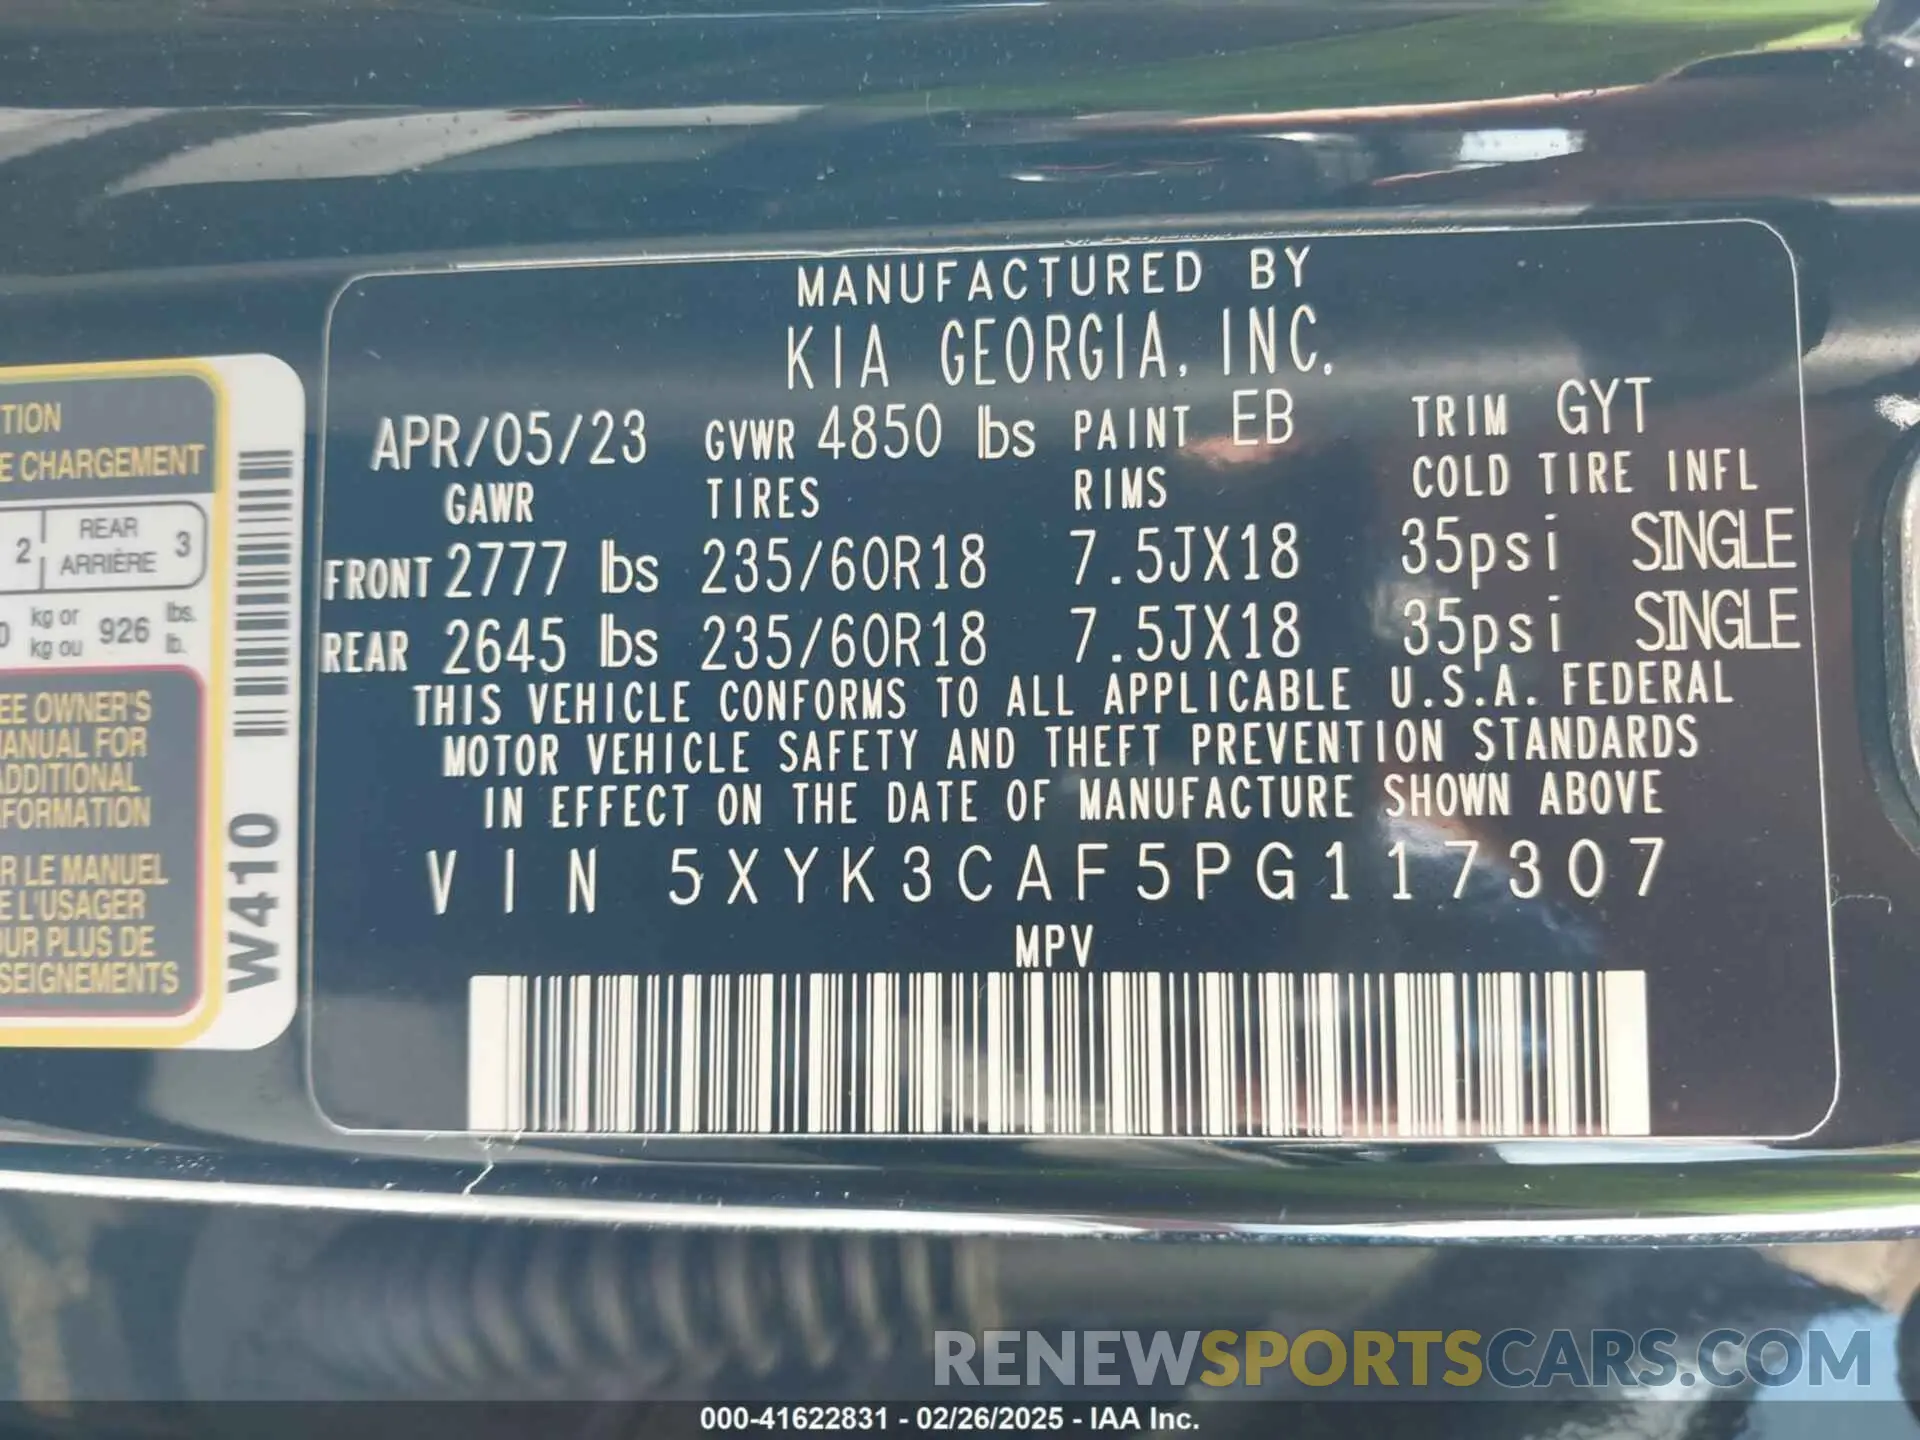 MANUFACTURED BY
KIA GEORGIA, INC.
APR/05/23 GVWR 4850 lbs PAINT EB TRIM GYT
GAWR TIRES RIMS COLD TIRE INFL
FRONT 2777 lbs 235/60R18 7.5JX18 35psi SINGLE
REAR 2645 lbs 235/60R18 7.5JX18 35psi SINGLE
THIS VEHICLE CONFORMS TO ALL APPLICABLE U.S.A. FEDERAL
MOTOR VEHICLE SAFETY AND THEFT PREVENTION STANDARDS
IN EFFECT ON THE DATE OF MANUFACTURE SHOWN ABOVE
VIN 5XYK3CAF5PG117307
MPV
TION
E CHARGEMENT
2 REAR 3
ARRIÈRE
0 kg or 926 lbs.
kg ou lb.
EE OWNER'S
MANUAL FOR
ADDITIONAL
NFORMATION
R LE MANUEL
E L'USAGER
OUR PLUS DE
SEIGNEMENTS
W410
RENEWSPORTSCARS.COM
000-41622831 - 02/26/2025 - IAA Inc.